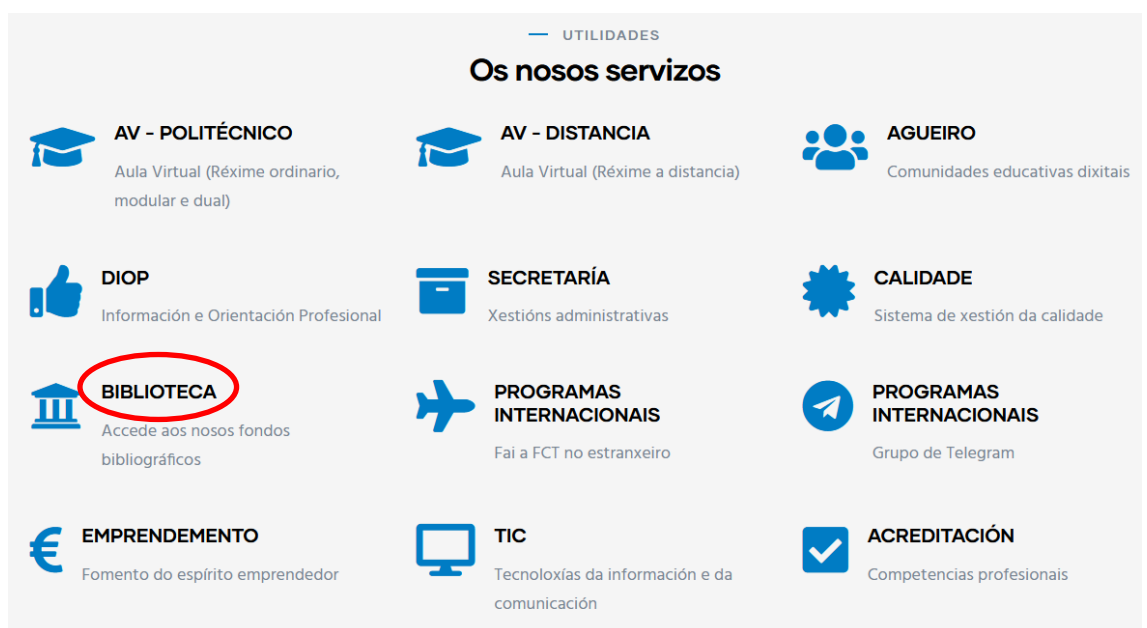 UTILIDADES
Os nosos servizos
AV - POLITÉCNICO
Aula Virtual (Réxime ordinario,
modular e dual)
AV - DISTANCIA
Aula Virtual (Réxime a distancia)
AGUEIRO
Comunidades educativas dixitais
DIOP
Información e Orientación Profesional
SECRETARÍA
Xestións administrativas
CALIDADE
Sistema de xestión da calidade
BIBLIOTECA
Accede aos nosos fondos
bibliográficos
PROGRAMAS
INTERNACIONAIS
Fai a FCT no estranxeiro
PROGRAMAS
INTERNACIONAIS
Grupo de Telegram
EMPRENDEMENTO
Fomento do espírito emprendedor
TIC
Tecnoloxías da información e da
comunicación
ACREDITACIÓN
Competencias profesionais